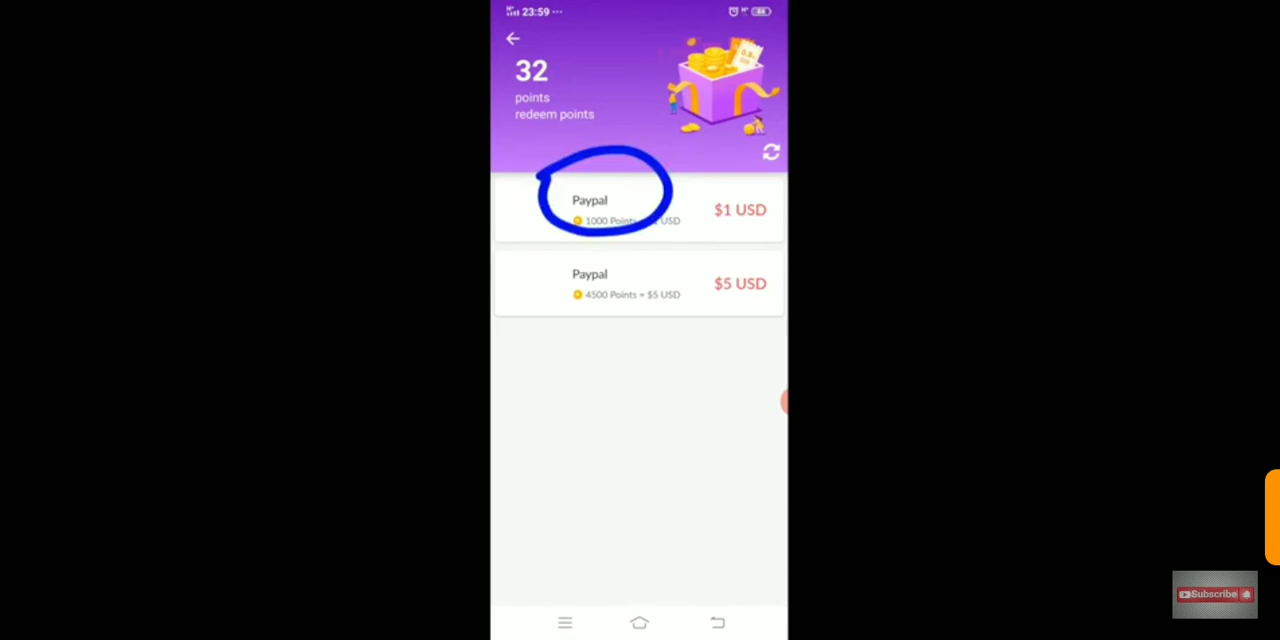 23:59
32
points
redeem points
Paypal
1000 Points
USD
$1 USD
Paypal
4500 Points = $5 USD
$5 USD
Subscribe